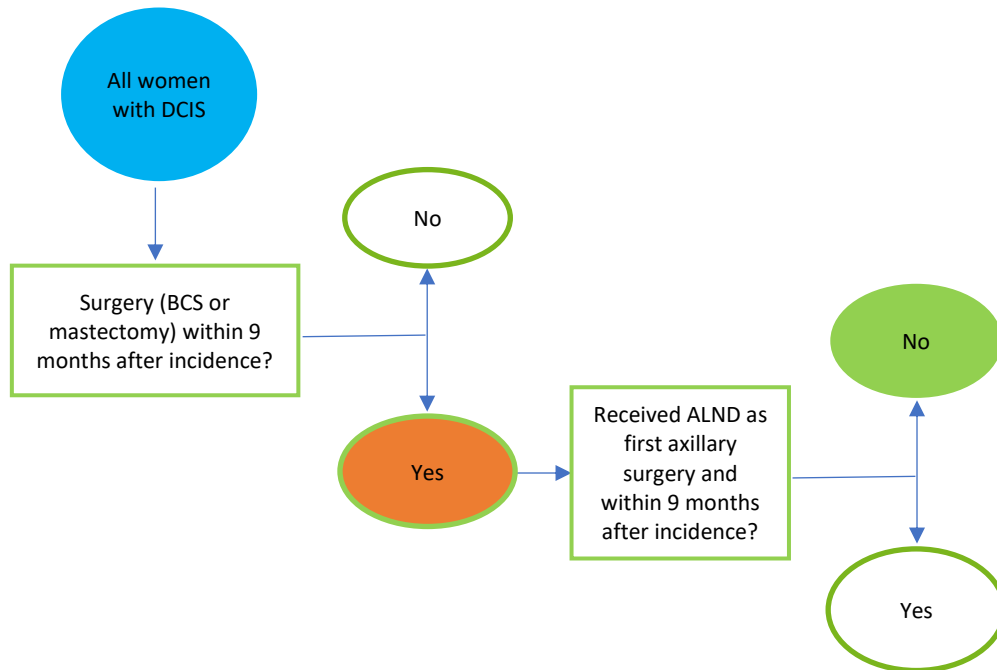 All women
with DCIS
No
Surgery (BCS or
mastectomy) within 9
months after incidence?
No
Received ALND as
first axillary
surgery and
within 9 months
after incidence?
Yes
Yes